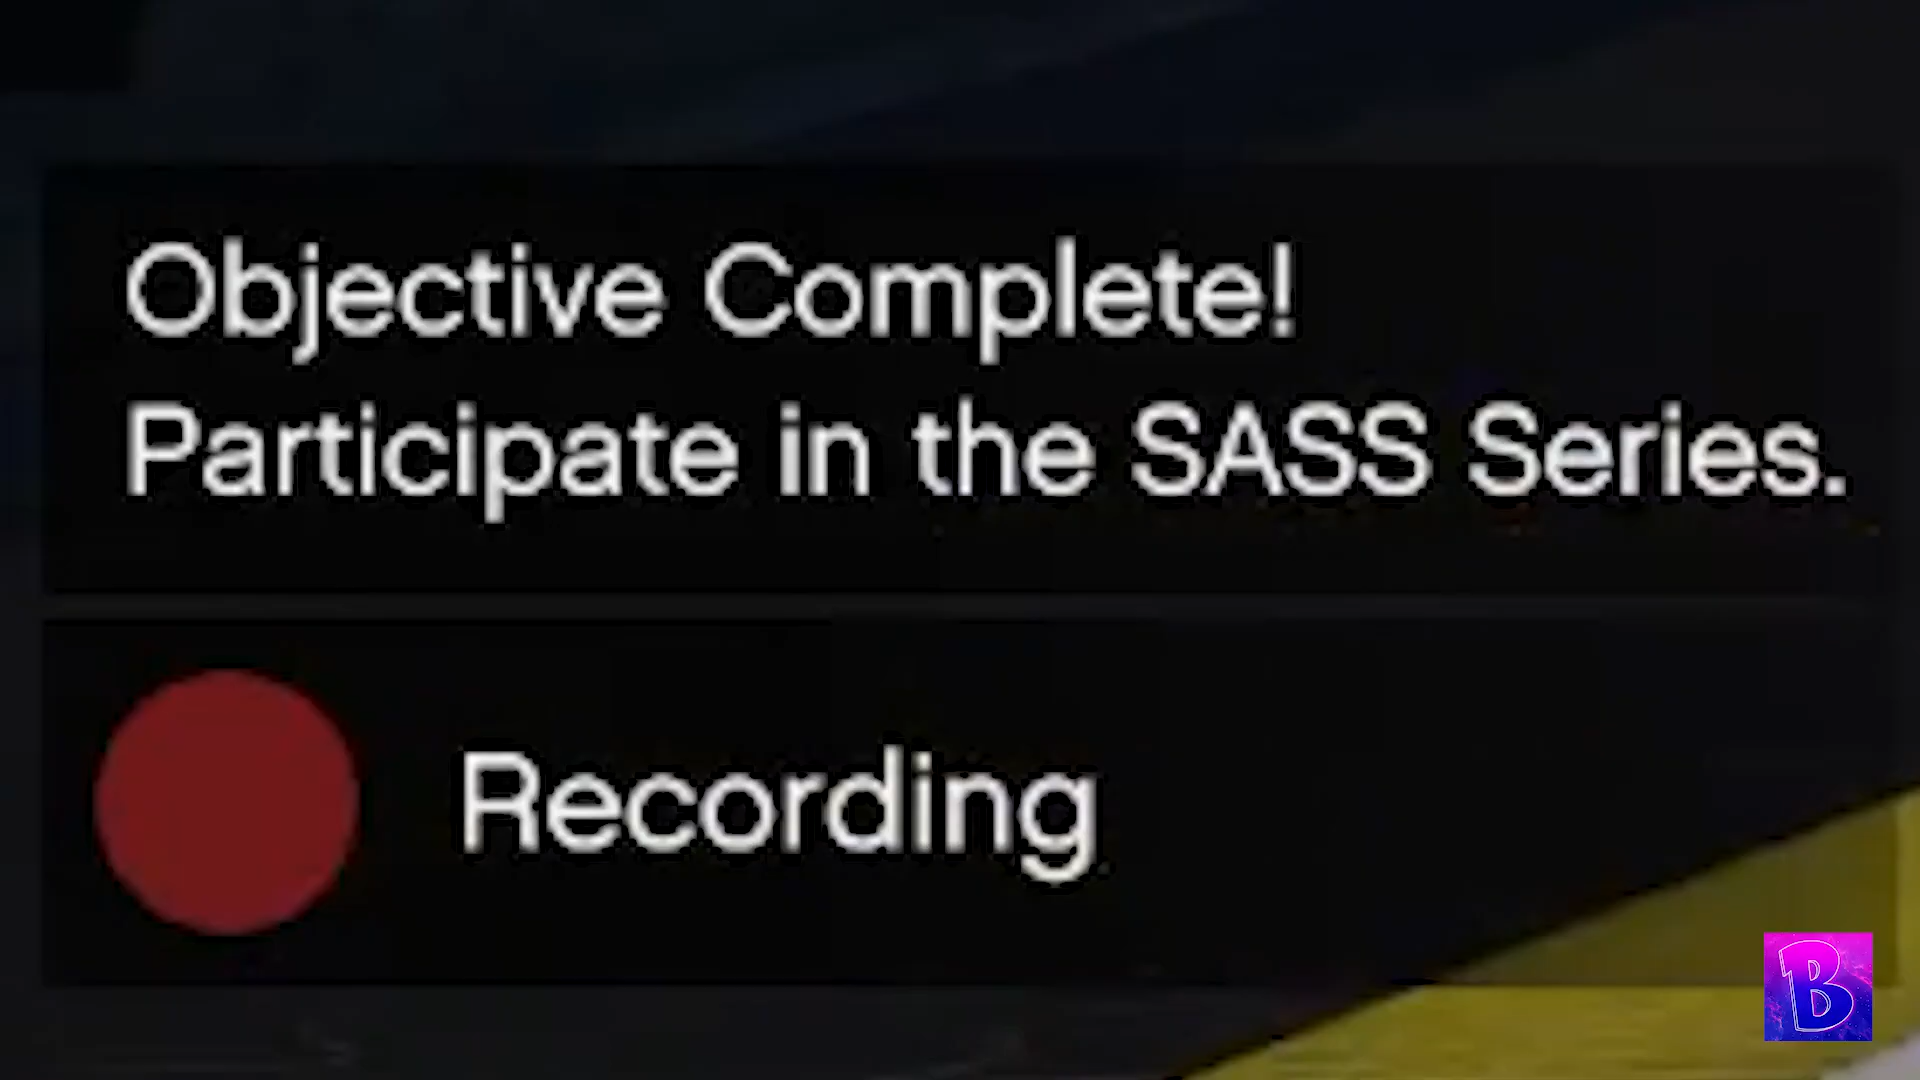 Objective Complete!
Participate in the SASS Series.
Recording
B